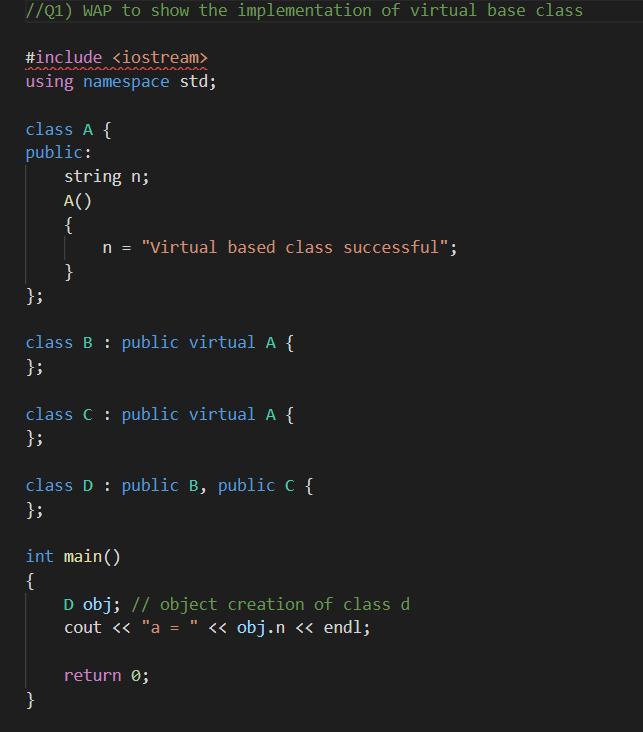 //Q1) WAP to show the implementation of virtual base class
#include <iostream>
using namespace std;
class A {
public:
string n;
A()
{
n = "Virtual based class successful";
}
};
class B : public virtual A {
};
class C : public virtual A {
};
class D : public B, public C {
};
int main()
{
D obj; // object creation of class d
cout << "a = " << obj.n << endl;
return 0;
}